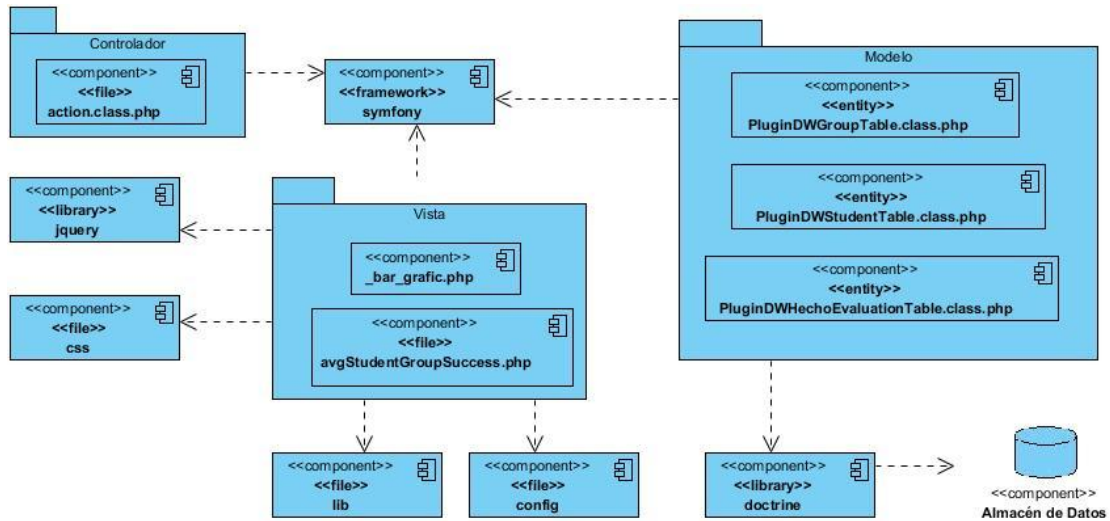 Controlador
<<component>>
<<file>>
action.class.php
<<component>>
<<framework>>
symfony
Modelo
<<component>>
<<entity>>
PluginDWGroupTable.class.php
<<component>>
<<entity>>
PluginDWStudentTable.class.php
<<component>>
<<entity>>
PluginDWHechoEvaluationTable.class.php
<<component>>
<<library>>
jquery
<<component>>
<<file>>
css
Vista
<<component>>
_bar_grafic.php
<<component>>
<<file>>
avgStudentGroupSuccess.php
<<component>>
<<file>>
lib
<<component>>
<<file>>
config
<<component>>
<<library>>
doctrine
<<component>>
Almacén de Datos